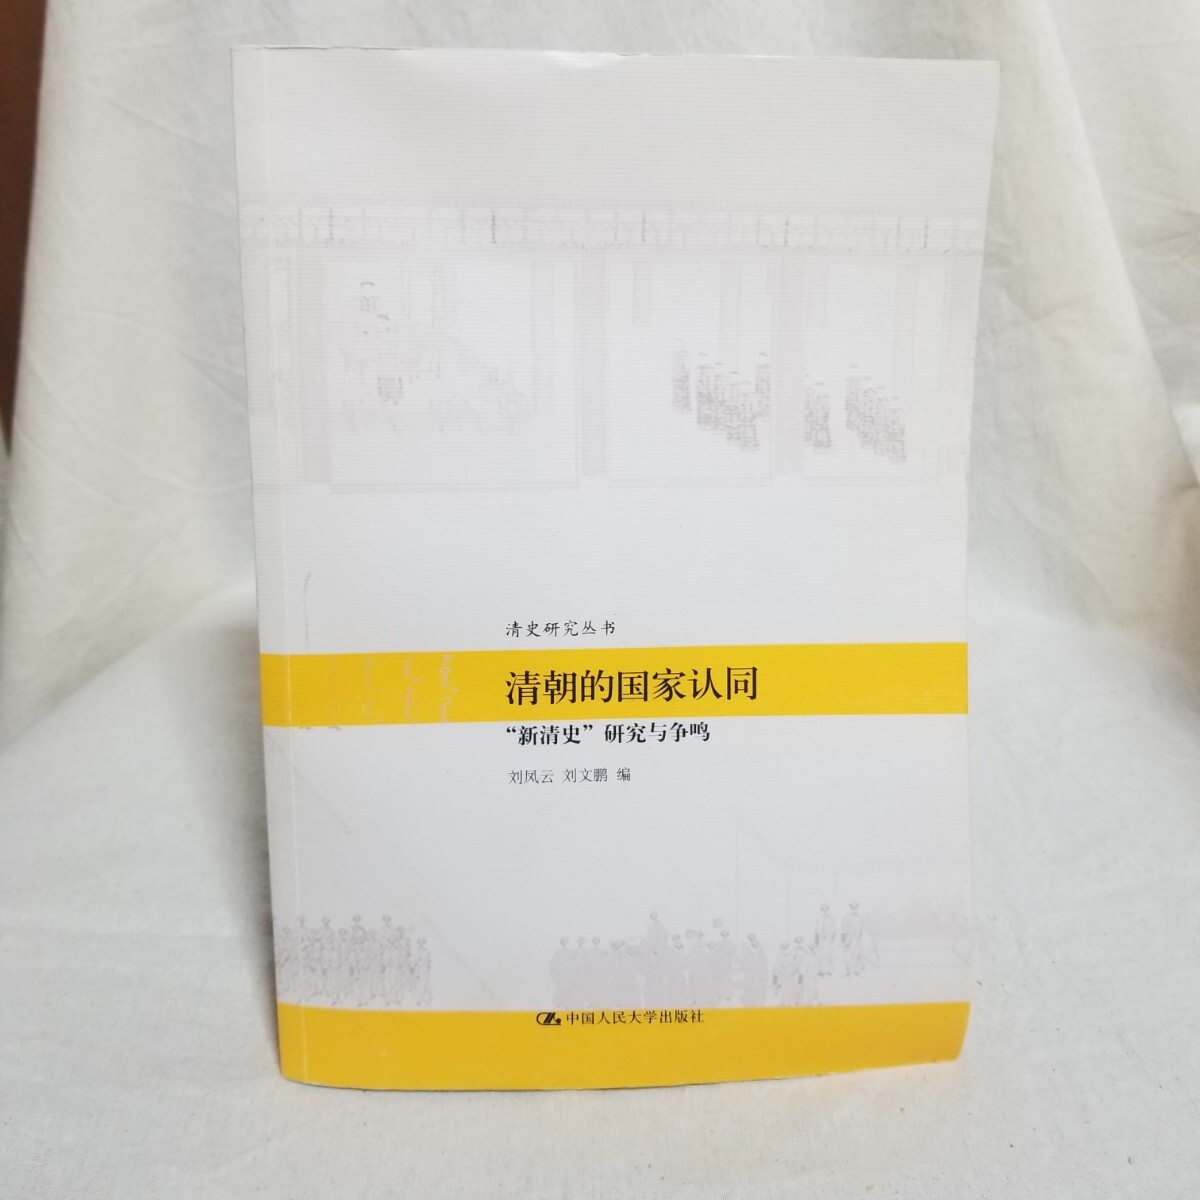 清史研究丛书
清朝的国家认同
“新清史”研究与争鸣
刘凤云 刘文鹏 编
中国人民大学出版社